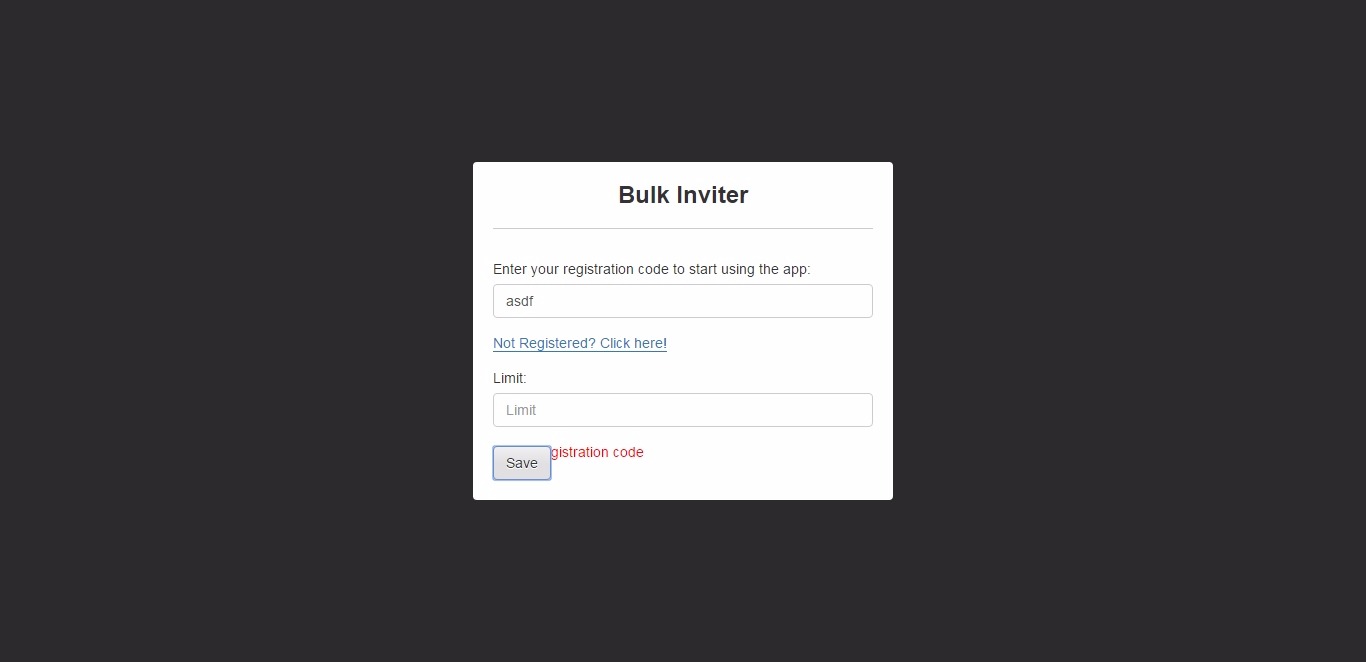 Bulk Inviter
Enter your registration code to start using the app:
asdf
Not Registered? Click here!
Limit:
Limit
Save
gistration code